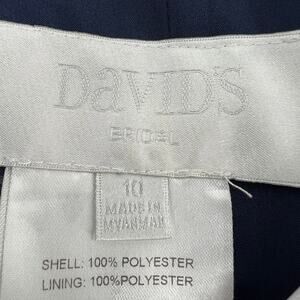 DaVID'S
BRIDAL
10
MADE IN
MYANMAR
SHELL: 100% POLYESTER
LINING: 100%POLYESTER